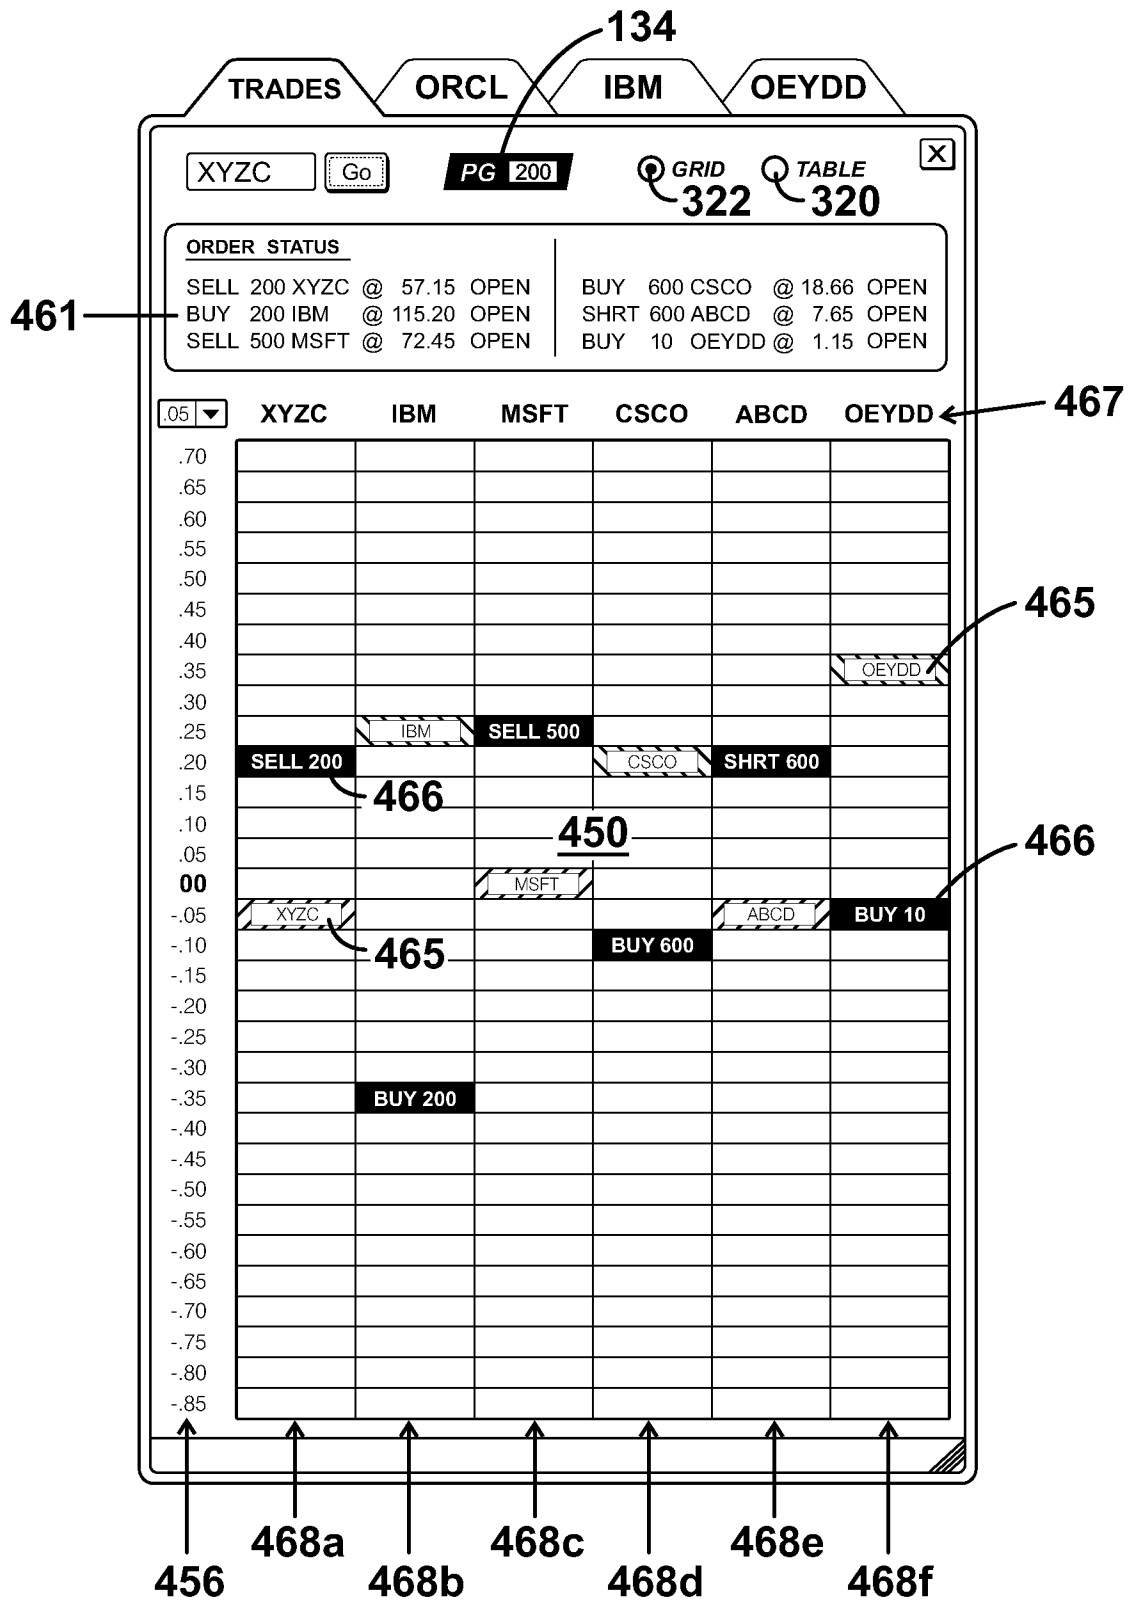 134
TRADES ORCL IBM OEYDD
XYZC Go PG 200 GRID TABLE X
322 320
ORDER STATUS
SELL 200 XYZC @ 57.15 OPEN BUY 600 CSCO @ 18.66 OPEN
461 BUY 200 IBM @ 115.20 OPEN SHRT 600 ABCD @ 7.65 OPEN
SELL 500 MSFT @ 72.45 OPEN BUY 10 OEYDD @ 1.15 OPEN
.05 XYZC IBM MSFT CSCO ABCD OEYDD 467
.70
.65
.60
.55
.50
.45 465
.40
.35 OEYDD
.30
.25 IBM SELL 500
.20 SELL 200 CSCO SHRT 600
.15 466
.10 450
.05 466
00 MSFT
-.05 XYZC ABCD BUY 10
-.10 465 BUY 600
-.15
-.20
-.25
-.30
-.35 BUY 200
-.40
-.45
-.50
-.55
-.60
-.65
-.70
-.75
-.80
-.85
468a 468c 468e
456 468b 468d 468f